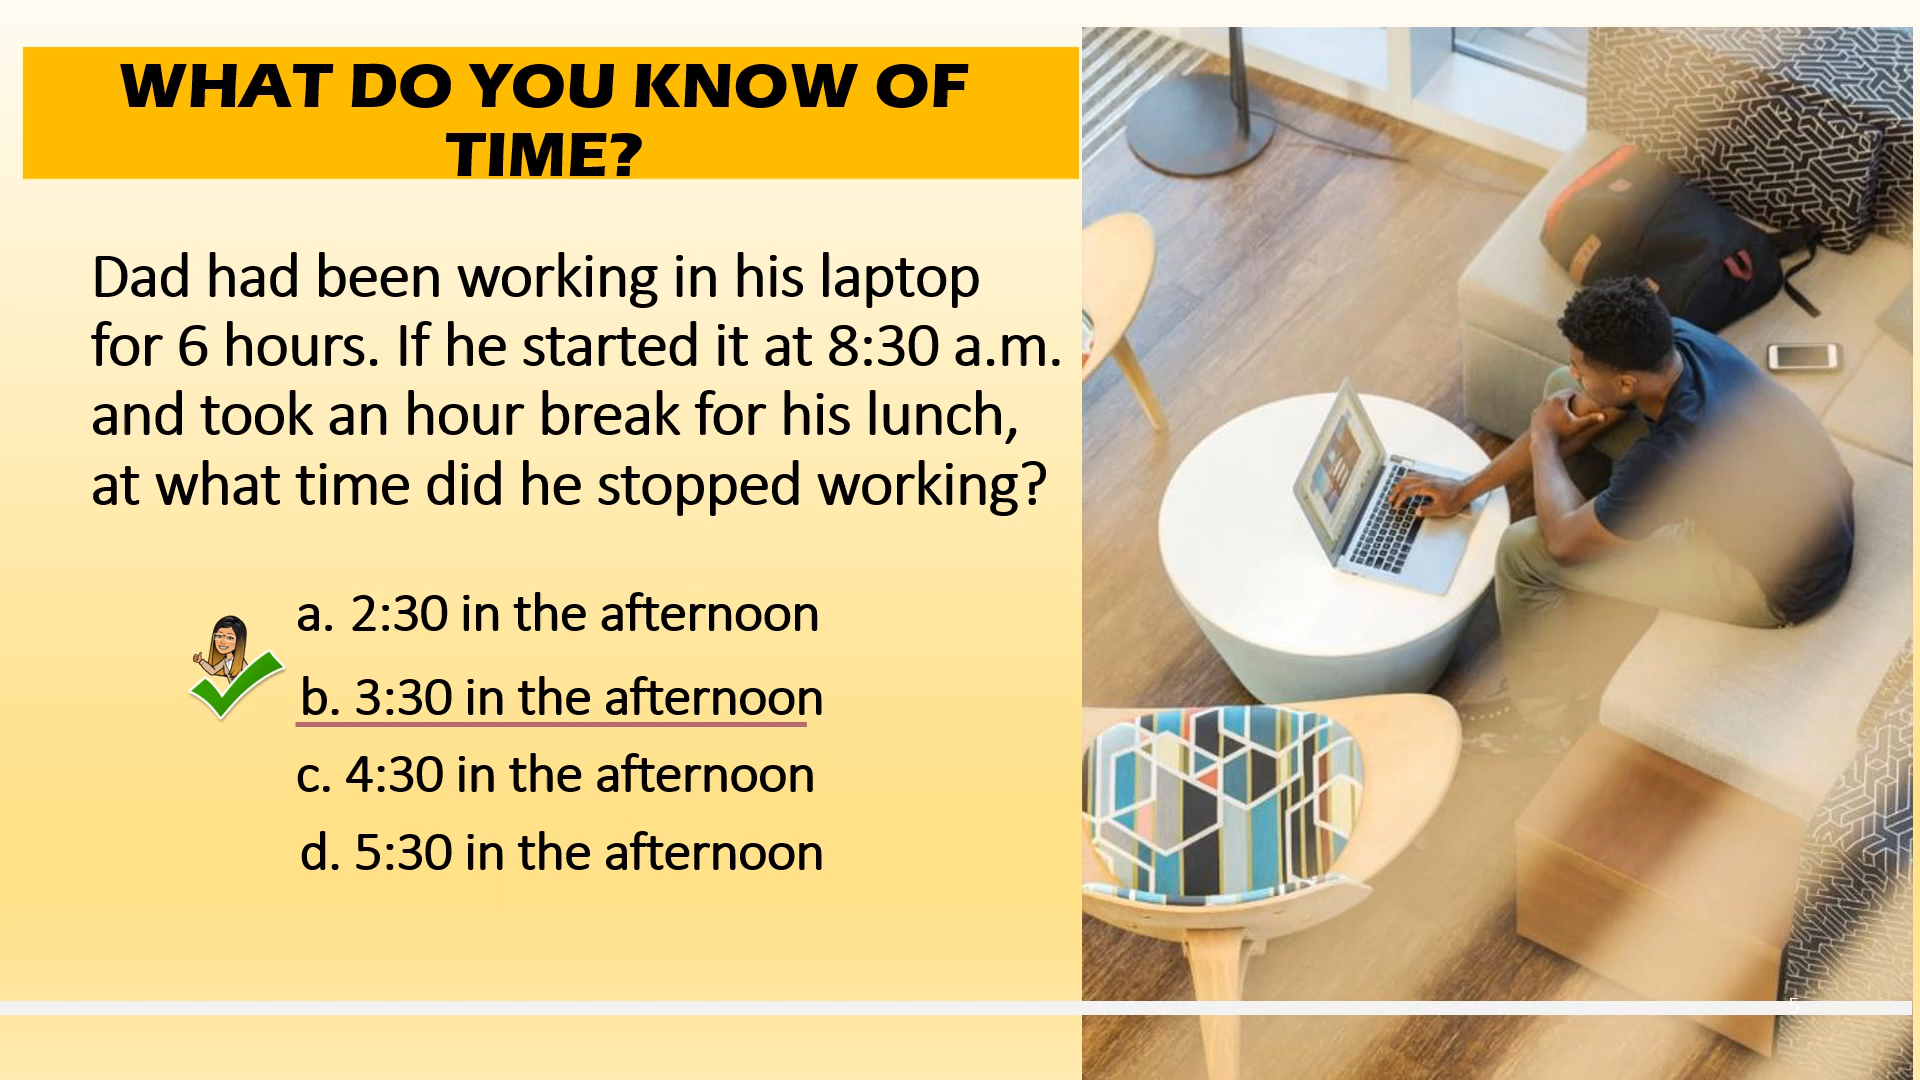 WHAT DO YOU KNOW OF
TIME?
Dad had been working in his laptop
for 6 hours. If he started it at 8:30 a.m.
and took an hour break for his lunch,
at what time did he stopped working?
a. 2:30 in the afternoon
b. 3:30 in the afternoon
c. 4:30 in the afternoon
d. 5:30 in the afternoon